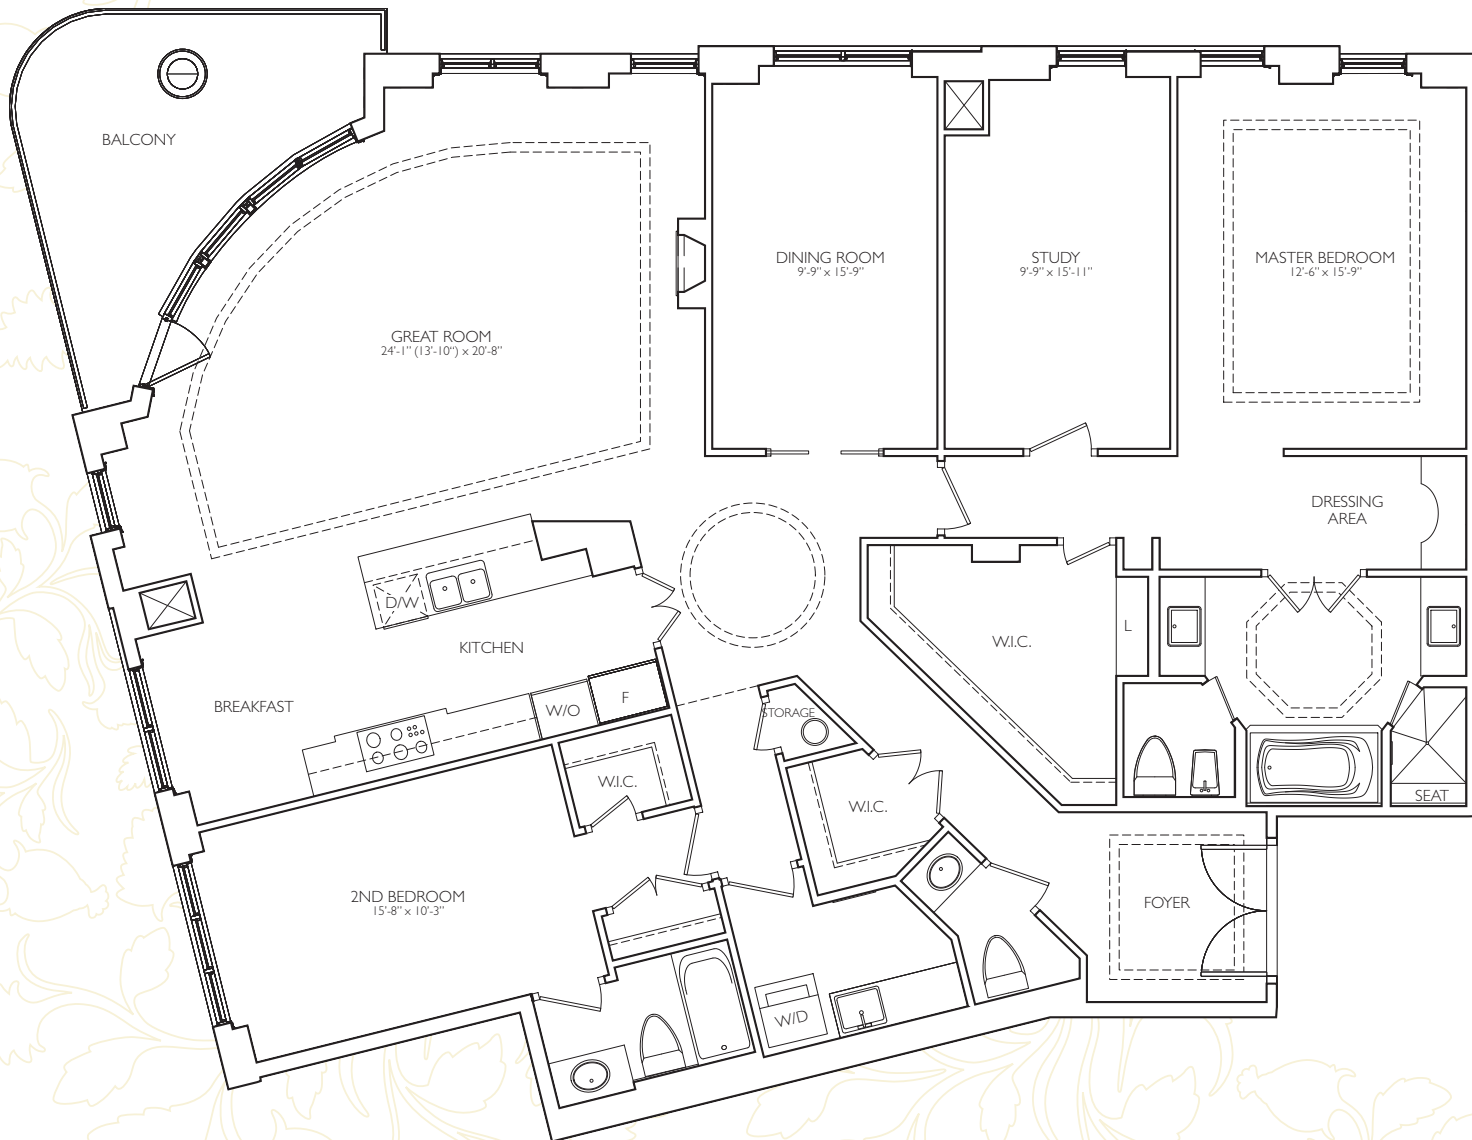 BALCONY
GREAT ROOM
24'-1" (13'-10") x 20'-8"
DINING ROOM
9'-9" x 15'-9"
STUDY
9'-9" x 15'-11"
MASTER BEDROOM
12'-6" x 15'-9"
DRESSING
AREA
D/W
KITCHEN
BREAKFAST
W/O
F
W.I.C.
L
STORAGE
W.I.C.
W.I.C.
SEAT
2ND BEDROOM
15'-8" x 10'-3"
FOYER
W/D